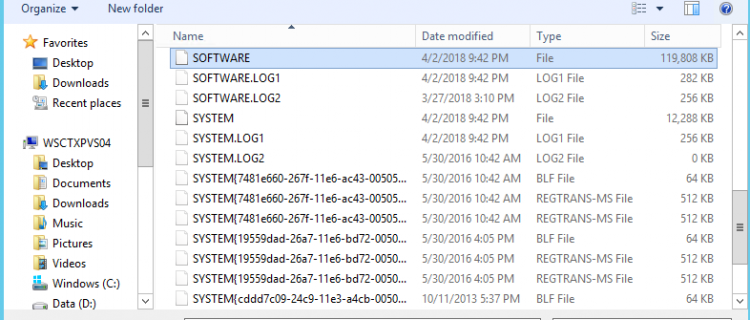 Organize New folder
Name Date modified Type Size
Favorites
Desktop
Downloads
Recent places
WSCTXPVS04
Desktop
Documents
Downloads
Music
Pictures
Videos
Windows (C:)
Data (D:)
SOFTWARE 4/2/2018 9:42 PM File 119,808 KB
SOFTWARE.LOG1 4/2/2018 9:42 PM LOG1 File 282 KB
SOFTWARE.LOG2 3/27/2018 3:10 PM LOG2 File 256 KB
SYSTEM 4/2/2018 9:42 PM File 12,288 KB
SYSTEM.LOG1 4/2/2018 9:42 PM LOG1 File 256 KB
SYSTEM.LOG2 5/30/2016 10:42 AM LOG2 File 0 KB
SYSTEM{7481e660-267f-11e6-ac43-00505... 5/30/2016 10:42 AM BLF File 64 KB
SYSTEM{7481e660-267f-11e6-ac43-00505... 5/30/2016 10:42 AM REGTRANS-MS File 512 KB
SYSTEM{7481e660-267f-11e6-ac43-00505... 5/30/2016 10:42 AM REGTRANS-MS File 512 KB
SYSTEM{19559dad-26a7-11e6-bd72-0050... 5/30/2016 4:05 PM BLF File 64 KB
SYSTEM{19559dad-26a7-11e6-bd72-0050... 5/30/2016 4:05 PM REGTRANS-MS File 512 KB
SYSTEM{19559dad-26a7-11e6-bd72-0050... 5/30/2016 4:05 PM REGTRANS-MS File 512 KB
SYSTEM{cddd7c09-24c9-11e3-a4cb-0050... 10/11/2013 5:37 PM BLF File 64 KB